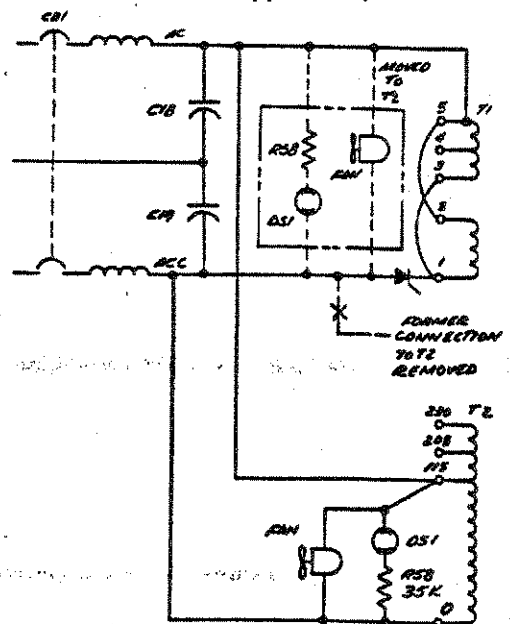 CB1
AC
MOVED
TO
T2
C18
R58
FAN
DS1
5
4
3
2
1
T1
C19
ACC
FORMER
CONNECTION
TO T2
REMOVED
230
208
115
T2
FAN
DS1
R58
35K
0